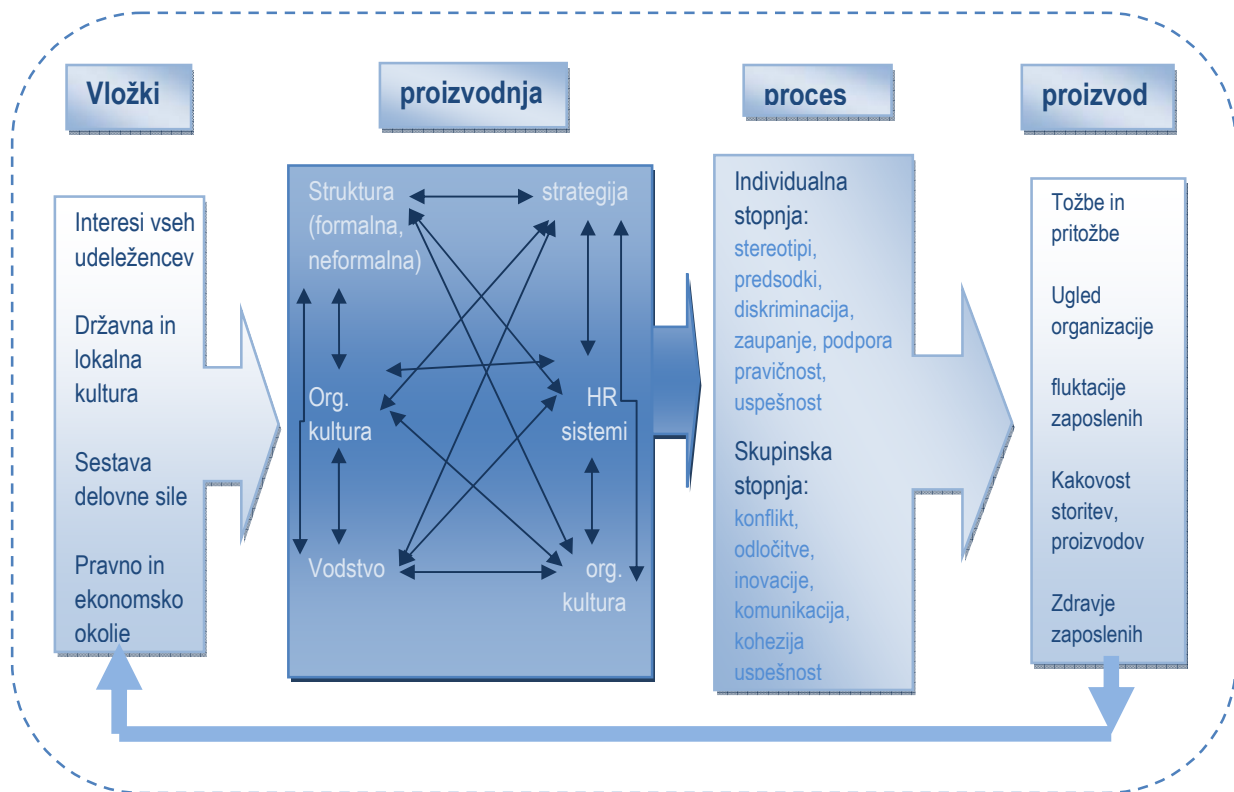 Vložki
proizvodnja
proces
proizvod
Interesi vseh
udeležencev
Državna in
lokalna
kultura
Sestava
delovne sile
Pravno in
ekonomsko
okolje
Struktura
(formalna,
neformalna)
strategija
Org.
kultura
HR
sistemi
Vodstvo
org.
kultura
Individualna
stopnja:
stereotipi,
predsodki,
diskriminacija,
zaupanje, podpora
pravičnost,
uspešnost
Skupinska
stopnja:
konflikt,
odločitve,
inovacije,
komunikacija,
kohezija
uspešnost
Tožbe in
pritožbe
Ugled
organizacije
fluktacije
zaposlenih
Kakovost
storitev,
proizvodov
Zdravje
zaposlenih